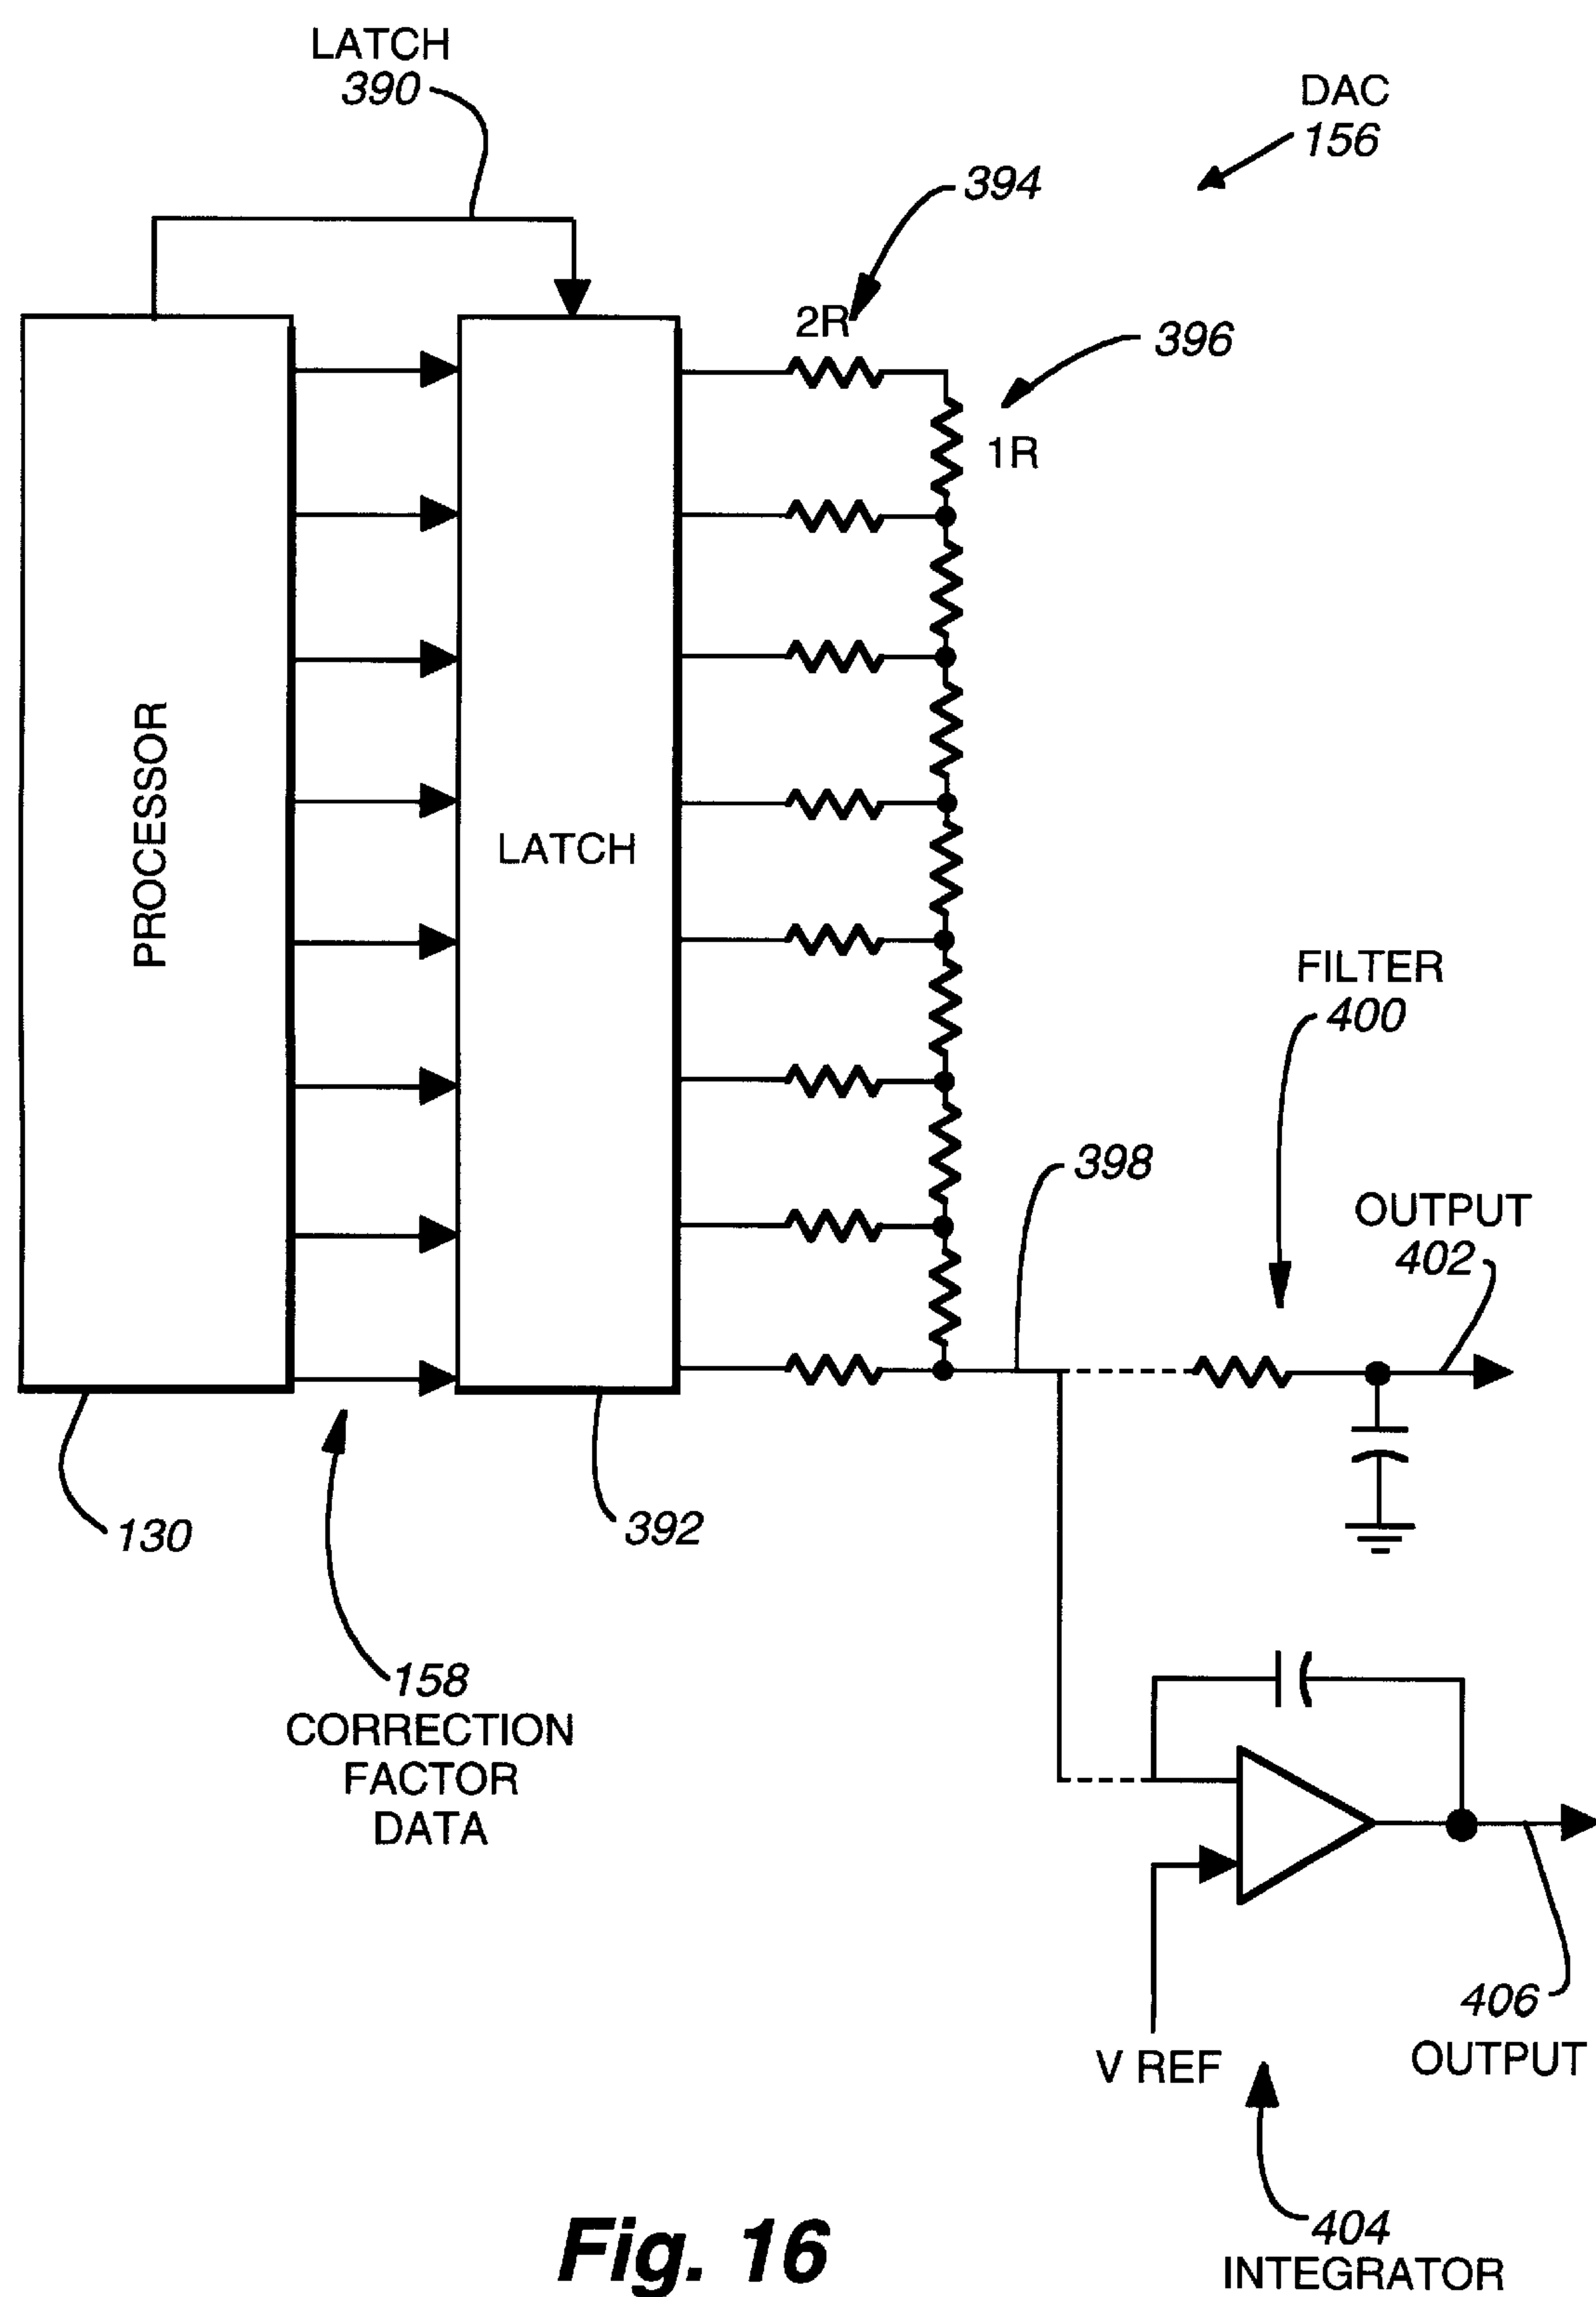 LATCH
390
DAC
156
394
2R
396
1R
PROCESSOR
LATCH
FILTER
400
398
OUTPUT
402
130
392
158
CORRECTION
FACTOR
DATA
406
OUTPUT
V REF
404
INTEGRATOR
Fig. 16